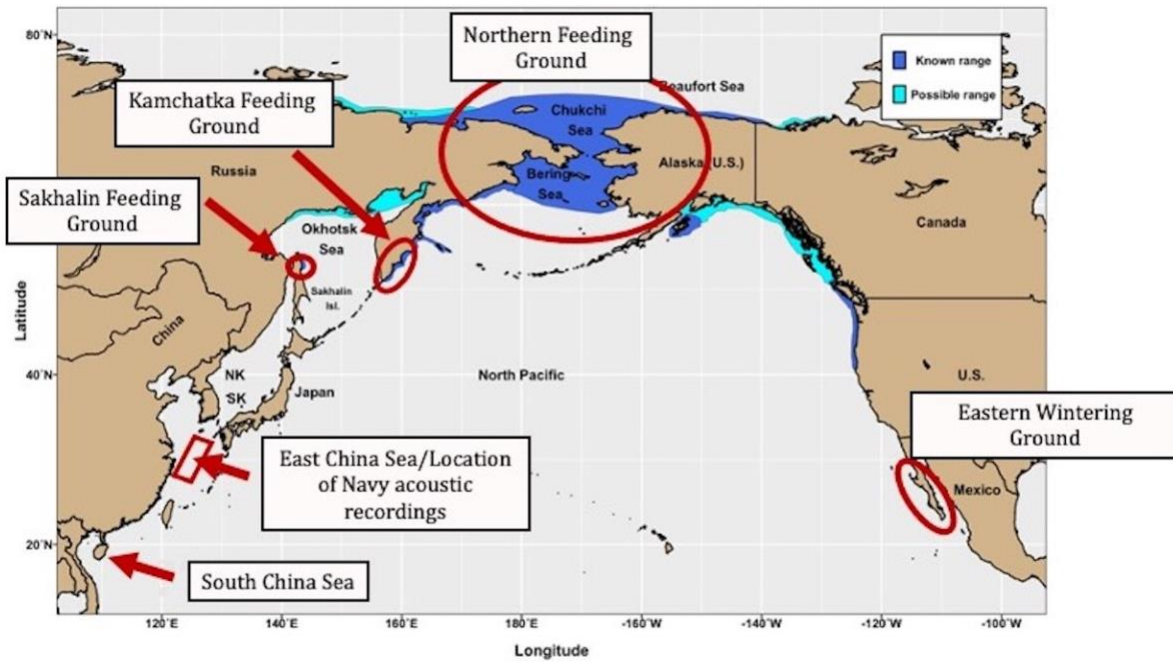 80°N
Northern Feeding
Ground
Known range
Possible range
Beaufort Sea
Kamchatka Feeding
Ground
Chukchi
Sea
Alaska (U.S.)
Russia
Bering
Sea
Sakhalin Feeding
Ground
Okhotsk
Sea
Canada
Sakhalin
Isl.
Latitude
China
40°N
NK
SK
Japan
North Pacific
U.S.
Eastern Wintering
Ground
East China Sea/Location
of Navy acoustic
recordings
Mexico
20°N
South China Sea
120°E
140°E
160°E
180°E
-160°W
-140°W
-120°W
-100°W
Longitude